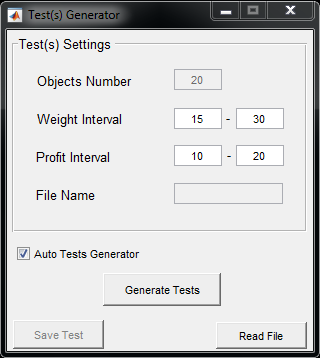 Test(s) Generator
Test(s) Settings
Objects Number 20
Weight Interval 15 - 30
Profit Interval 10 - 20
File Name
Auto Tests Generator
Generate Tests
Save Test Read File